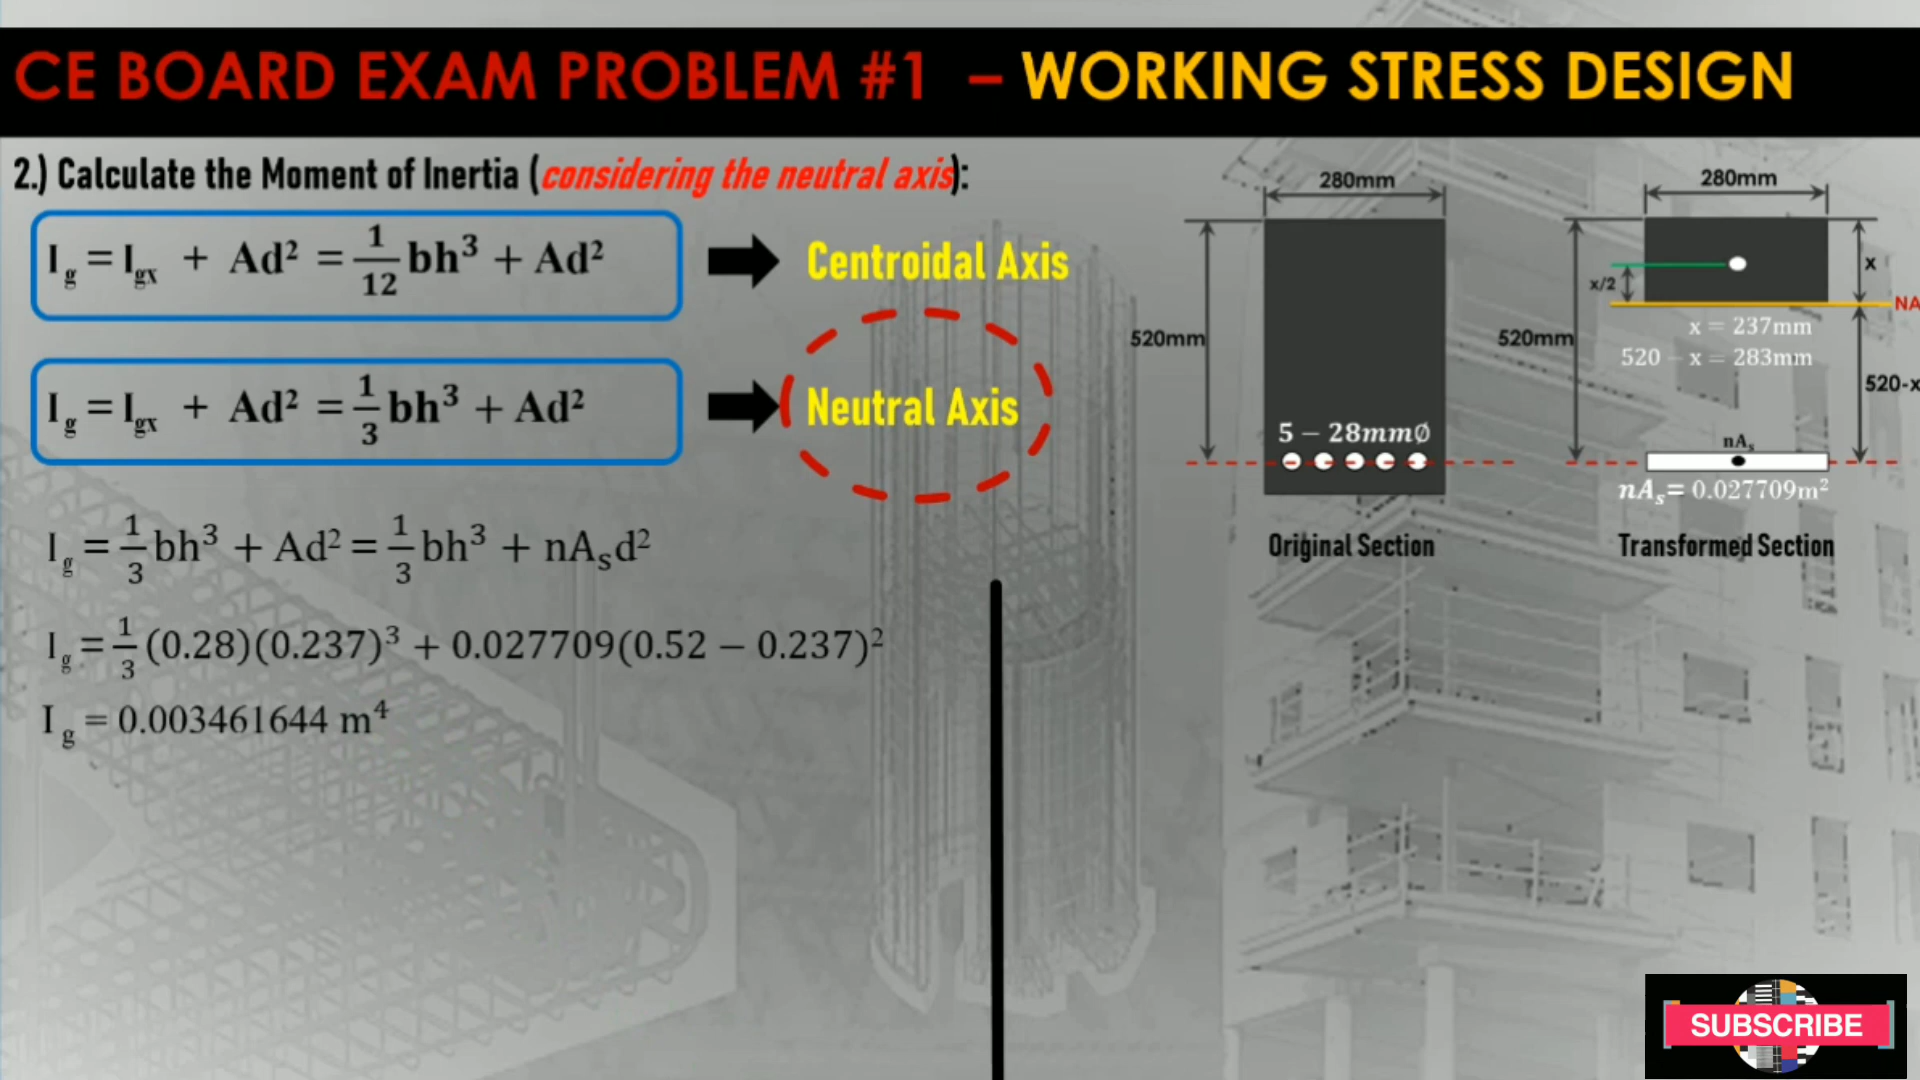 CE BOARD EXAM PROBLEM #1 – WORKING STRESS DESIGN
2.) Calculate the Moment of Inertia (considering the neutral axis):
I_g = I_gx + Ad² = 1/12 bh³ + Ad²
Centroidal Axis
I_g = I_gx + Ad² = 1/3 bh³ + Ad²
Neutral Axis
I_g = 1/3 bh³ + Ad² = 1/3 bh³ + nA_sd²
I_g = 1/3 (0.28)(0.237)³ + 0.027709(0.52 – 0.237)²
I_g = 0.003461644 m⁴
280mm
520mm
5 – 28mmØ
Original Section
280mm
x
x/2
NA
x = 237mm
520 – x = 283mm
520mm
520-x
nA_s
nA_s= 0.027709m²
Transformed Section
SUBSCRIBE